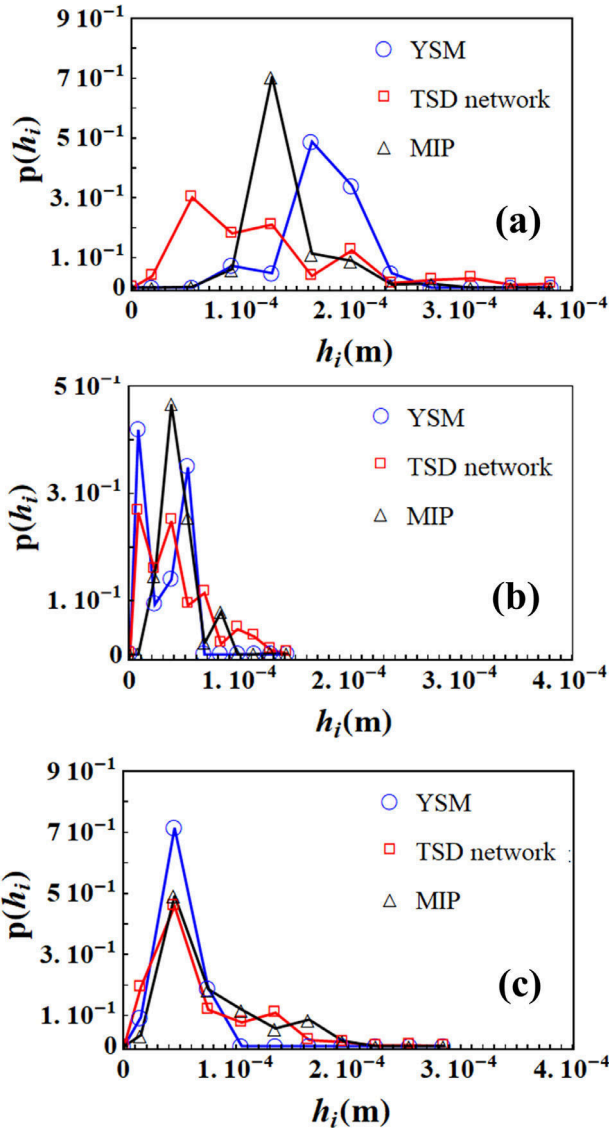 9 10⁻¹
7 10⁻¹
5 10⁻¹
3 10⁻¹
1 10⁻¹
0
p(hᵢ)
YSM
TSD network
MIP
(a)
0 1. 10⁻⁴ 2. 10⁻⁴ 3. 10⁻⁴ 4. 10⁻⁴
hᵢ(m)
5 10⁻¹
3 10⁻¹
1. 10⁻¹
0
p(hᵢ)
YSM
TSD network
MIP
(b)
0 1. 10⁻⁴ 2. 10⁻⁴ 3. 10⁻⁴ 4. 10⁻⁴
hᵢ(m)
9 10⁻¹
7 10⁻¹
5 10⁻¹
3 10⁻¹
1. 10⁻¹
0
p(hᵢ)
YSM
TSD network
MIP
(c)
0 1. 10⁻⁴ 2. 10⁻⁴ 3. 10⁻⁴ 4. 10⁻⁴
hᵢ(m)